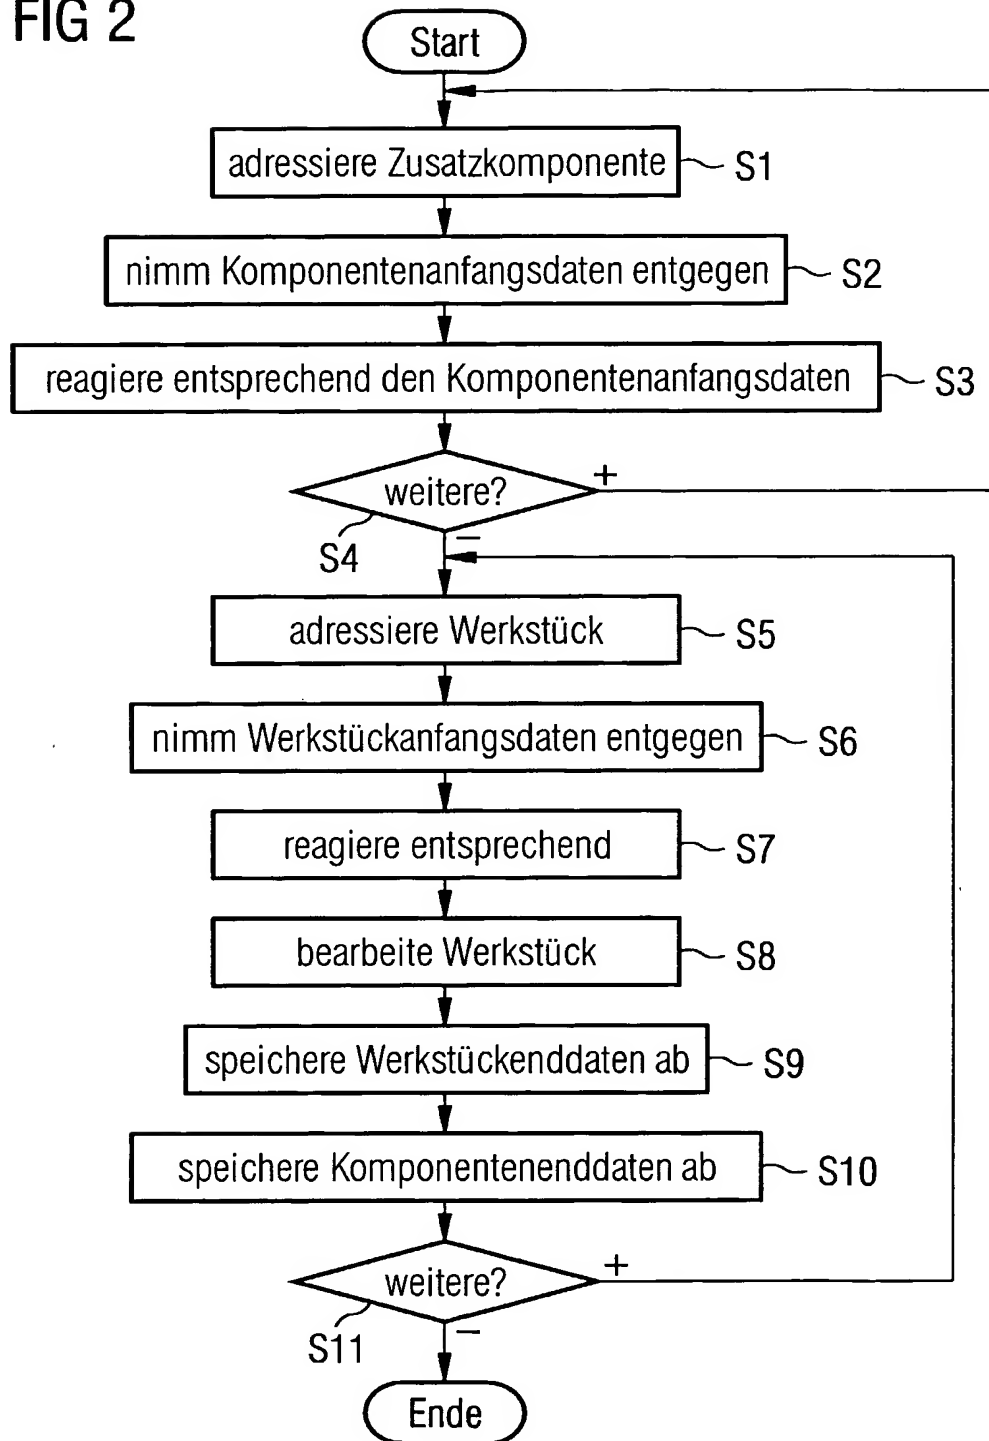 FIG 2
Start
adressiere Zusatzkomponente S1
nimm Komponentenanfangsdaten entgegen S2
reagiere entsprechend den Komponentenanfangsdaten S3
weitere? +
S4 −
adressiere Werkstück S5
nimm Werkstückanfangsdaten entgegen S6
reagiere entsprechend S7
bearbeite Werkstück S8
speichere Werkstückenddaten ab S9
speichere Komponentenenddaten ab S10
weitere? +
S11 −
Ende